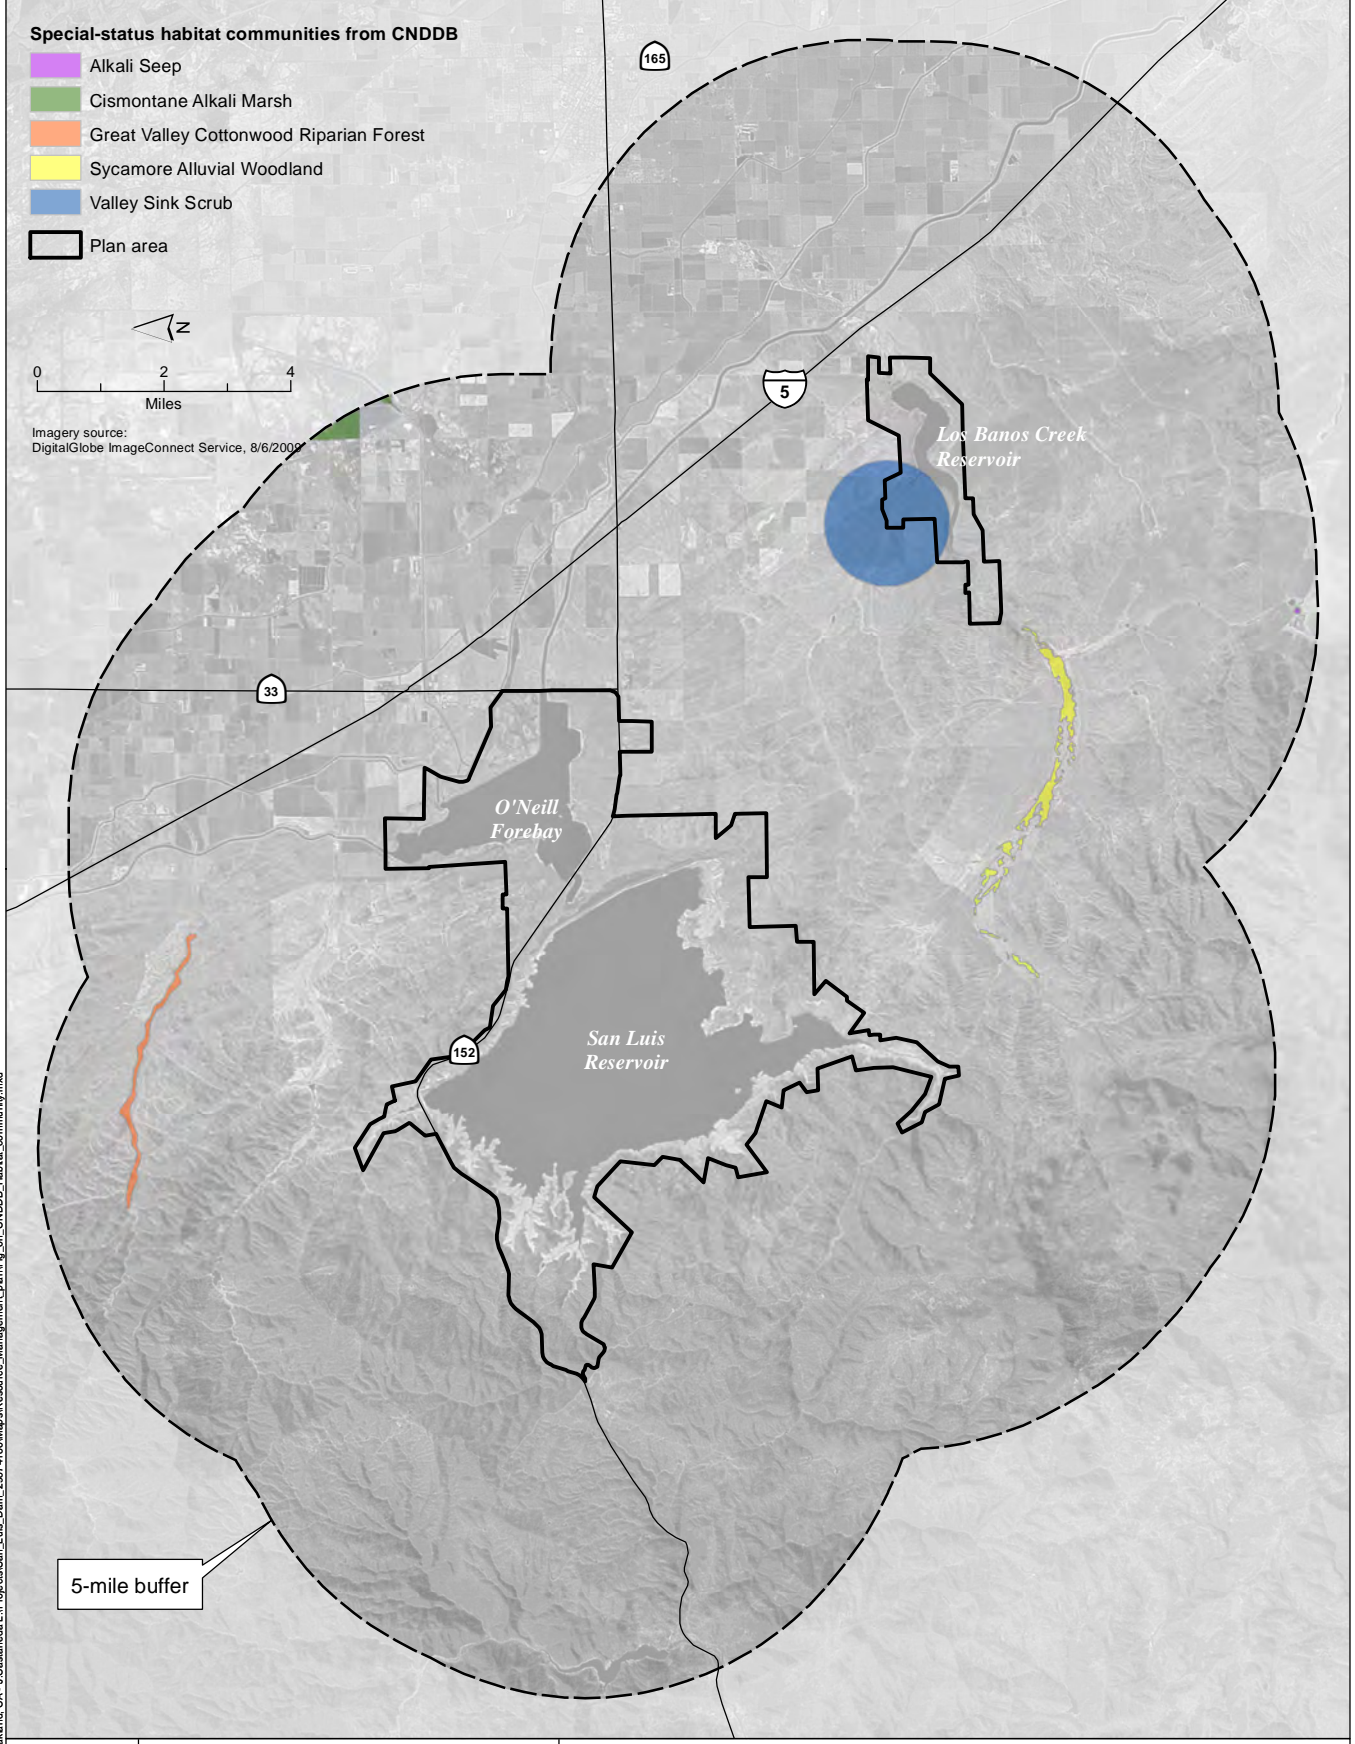 Special-status habitat communities from CNDDB
Alkali Seep
Cismontane Alkali Marsh
Great Valley Cottonwood Riparian Forest
Sycamore Alluvial Woodland
Valley Sink Scrub
Plan area
165
N
0 2 4
Miles
5
Imagery source:
DigitalGlobe ImageConnect Service, 8/6/2009
Los Banos Creek
Reservoir
33
O'Neill
Forebay
San Luis
Reservoir
152
5-mile buffer